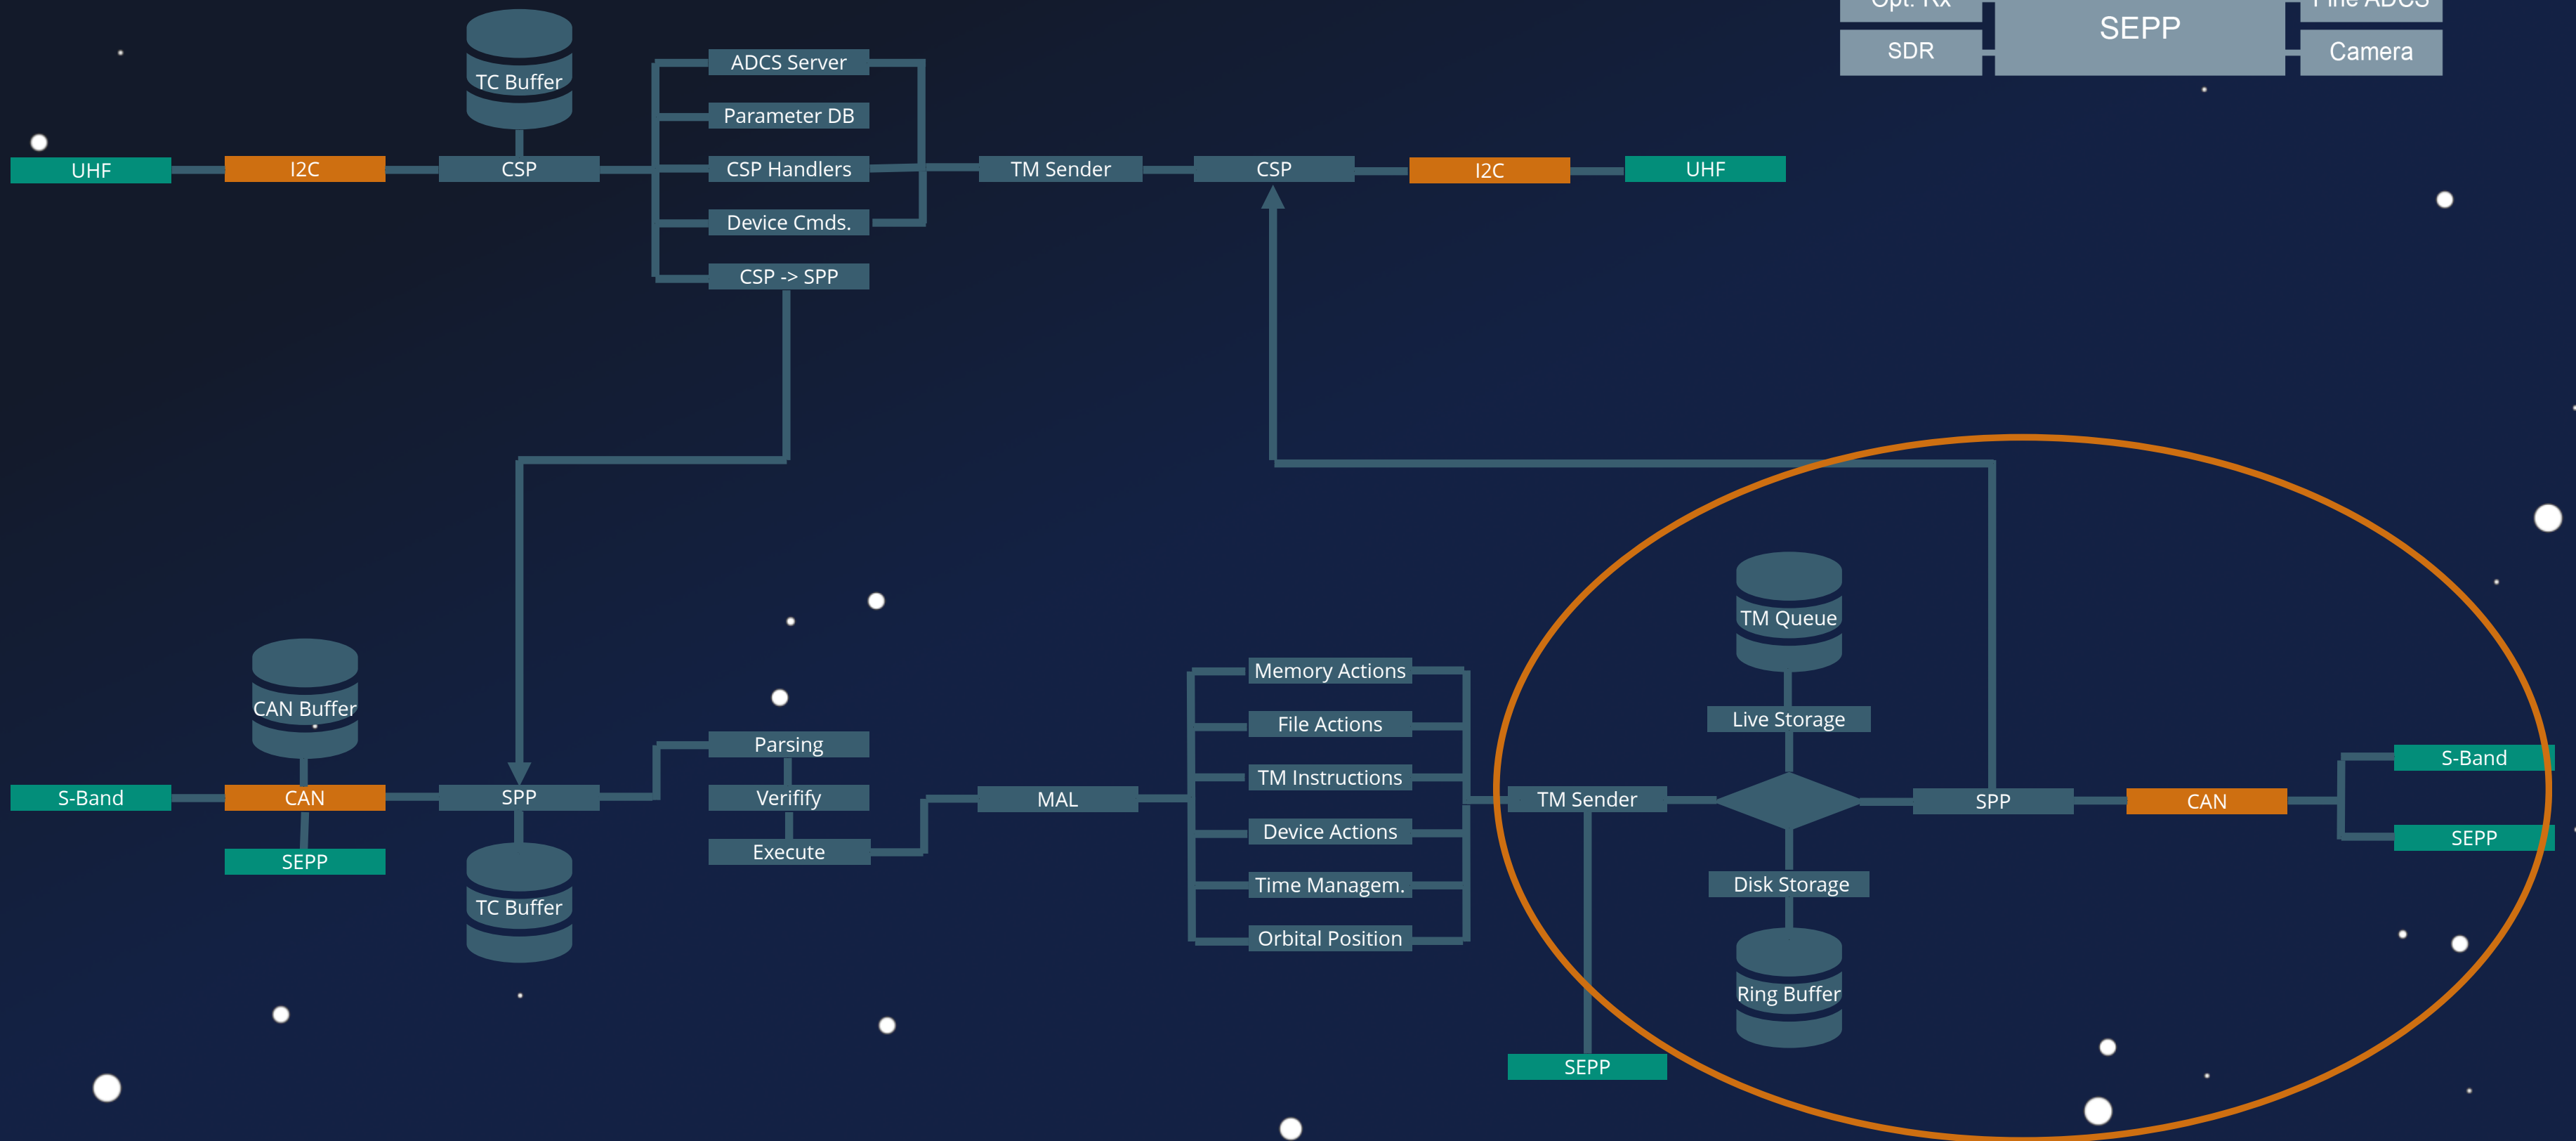 Opt. Rx
SEPP
Fine ADCS
SDR
Camera
TC Buffer
ADCS Server
Parameter DB
UHF
I2C
CSP
CSP Handlers
TM Sender
CSP
I2C
UHF
Device Cmds.
CSP -> SPP
TM Queue
CAN Buffer
Memory Actions
File Actions
Live Storage
Parsing
S-Band
TM Instructions
S-Band
CAN
SPP
Verifify
MAL
TM Sender
SPP
CAN
Device Actions
SEPP
Execute
SEPP
Time Managem.
Disk Storage
TC Buffer
Orbital Position
Ring Buffer
SEPP